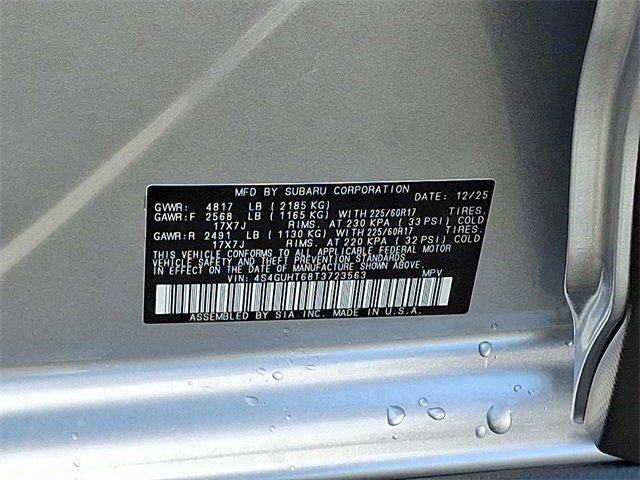 MFD BY SUBARU CORPORATION DATE: 12/25
GVWR: 4817 LB ( 2185 KG)
GAWR:F 2568 LB ( 1165 KG) WITH 225/60R17 TIRES.
17X7J RIMS. AT 230 KPA ( 33 PSI) COLD
GAWR:R 2491 LB ( 1130 KG) WITH 225/60R17 TIRES.
17X7J RIMS. AT 220 KPA ( 32 PSI) COLD
THIS VEHICLE CONFORMS TO ALL APPLICABLE FEDERAL MOTOR
VEHICLE SAFETY AND THEFT PREVENTION STANDARDS
IN EFFECT ON THE DATE OF MANUFACTURE SHOWN ABOVE.
VIN: 4S4GUHT68T3723563 MPV
ASSEMBLED BY SIA INC. MADE IN U.S.A.